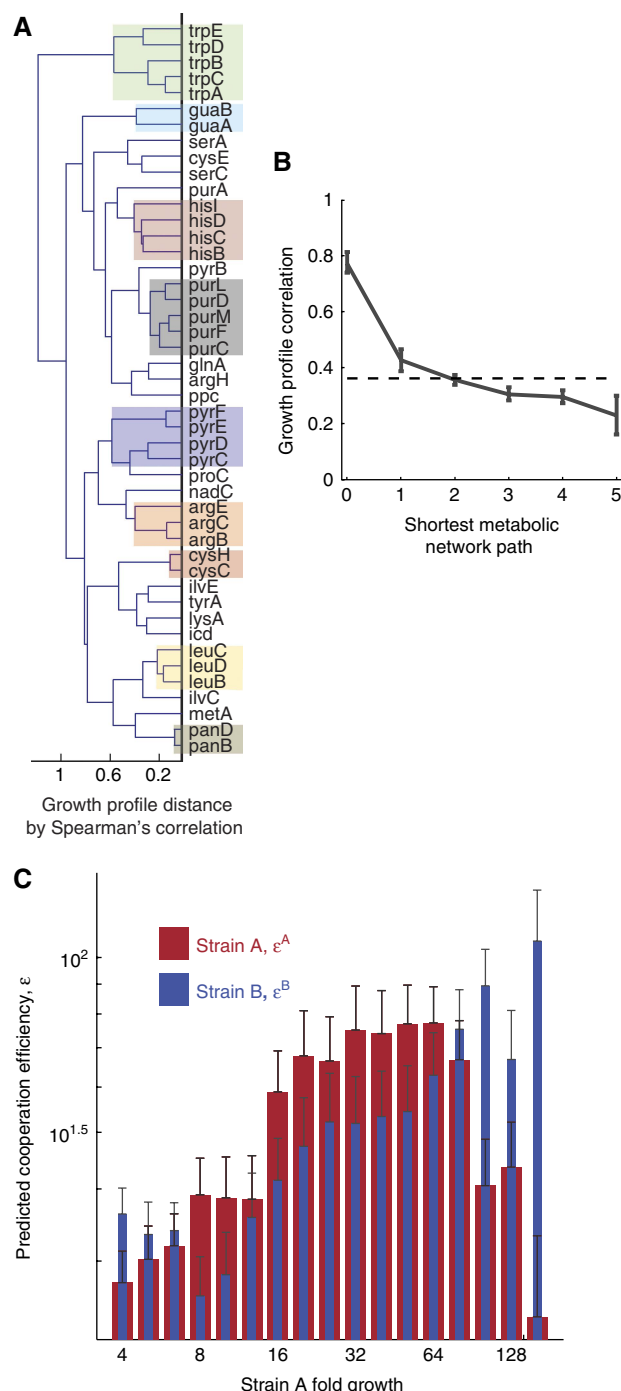 A
trpE
trpD
trpB
trpC
trpA
guaB
guaA
serA
cysE
serC
purA
hisI
hisD
hisC
hisB
pyrB
purL
purD
purM
purF
purC
glnA
argH
ppc
pyrF
pyrE
pyrD
pyrC
proC
nadC
argE
argC
argB
cysH
cysC
ilvE
tyrA
lysA
icd
leuC
leuD
leuB
ilvC
metA
panD
panB
1 0.6 0.2
Growth profile distance
by Spearman's correlation
B
1
0.8
0.6
0.4
0.2
0
Growth profile correlation
0 1 2 3 4 5
Shortest metabolic
network path
C
Strain A, ε^A
Strain B, ε^B
10^2
10^1.5
10^1
Predicted cooperation efficiency, ε
4 8 16 32 64 128
Strain A fold growth